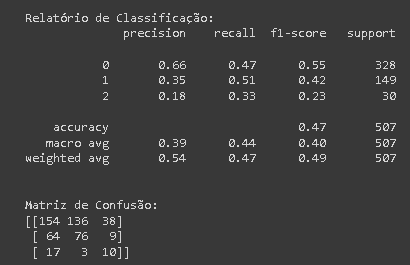 Relatório de Classificação:
precision recall f1-score support
0 0.66 0.47 0.55 328
1 0.35 0.51 0.42 149
2 0.18 0.33 0.23 30
accuracy 0.47 507
macro avg 0.39 0.44 0.40 507
weighted avg 0.54 0.47 0.49 507
Matriz de Confusão:
[[154 136 38]
[ 64 76 9]
[ 17 3 10]]